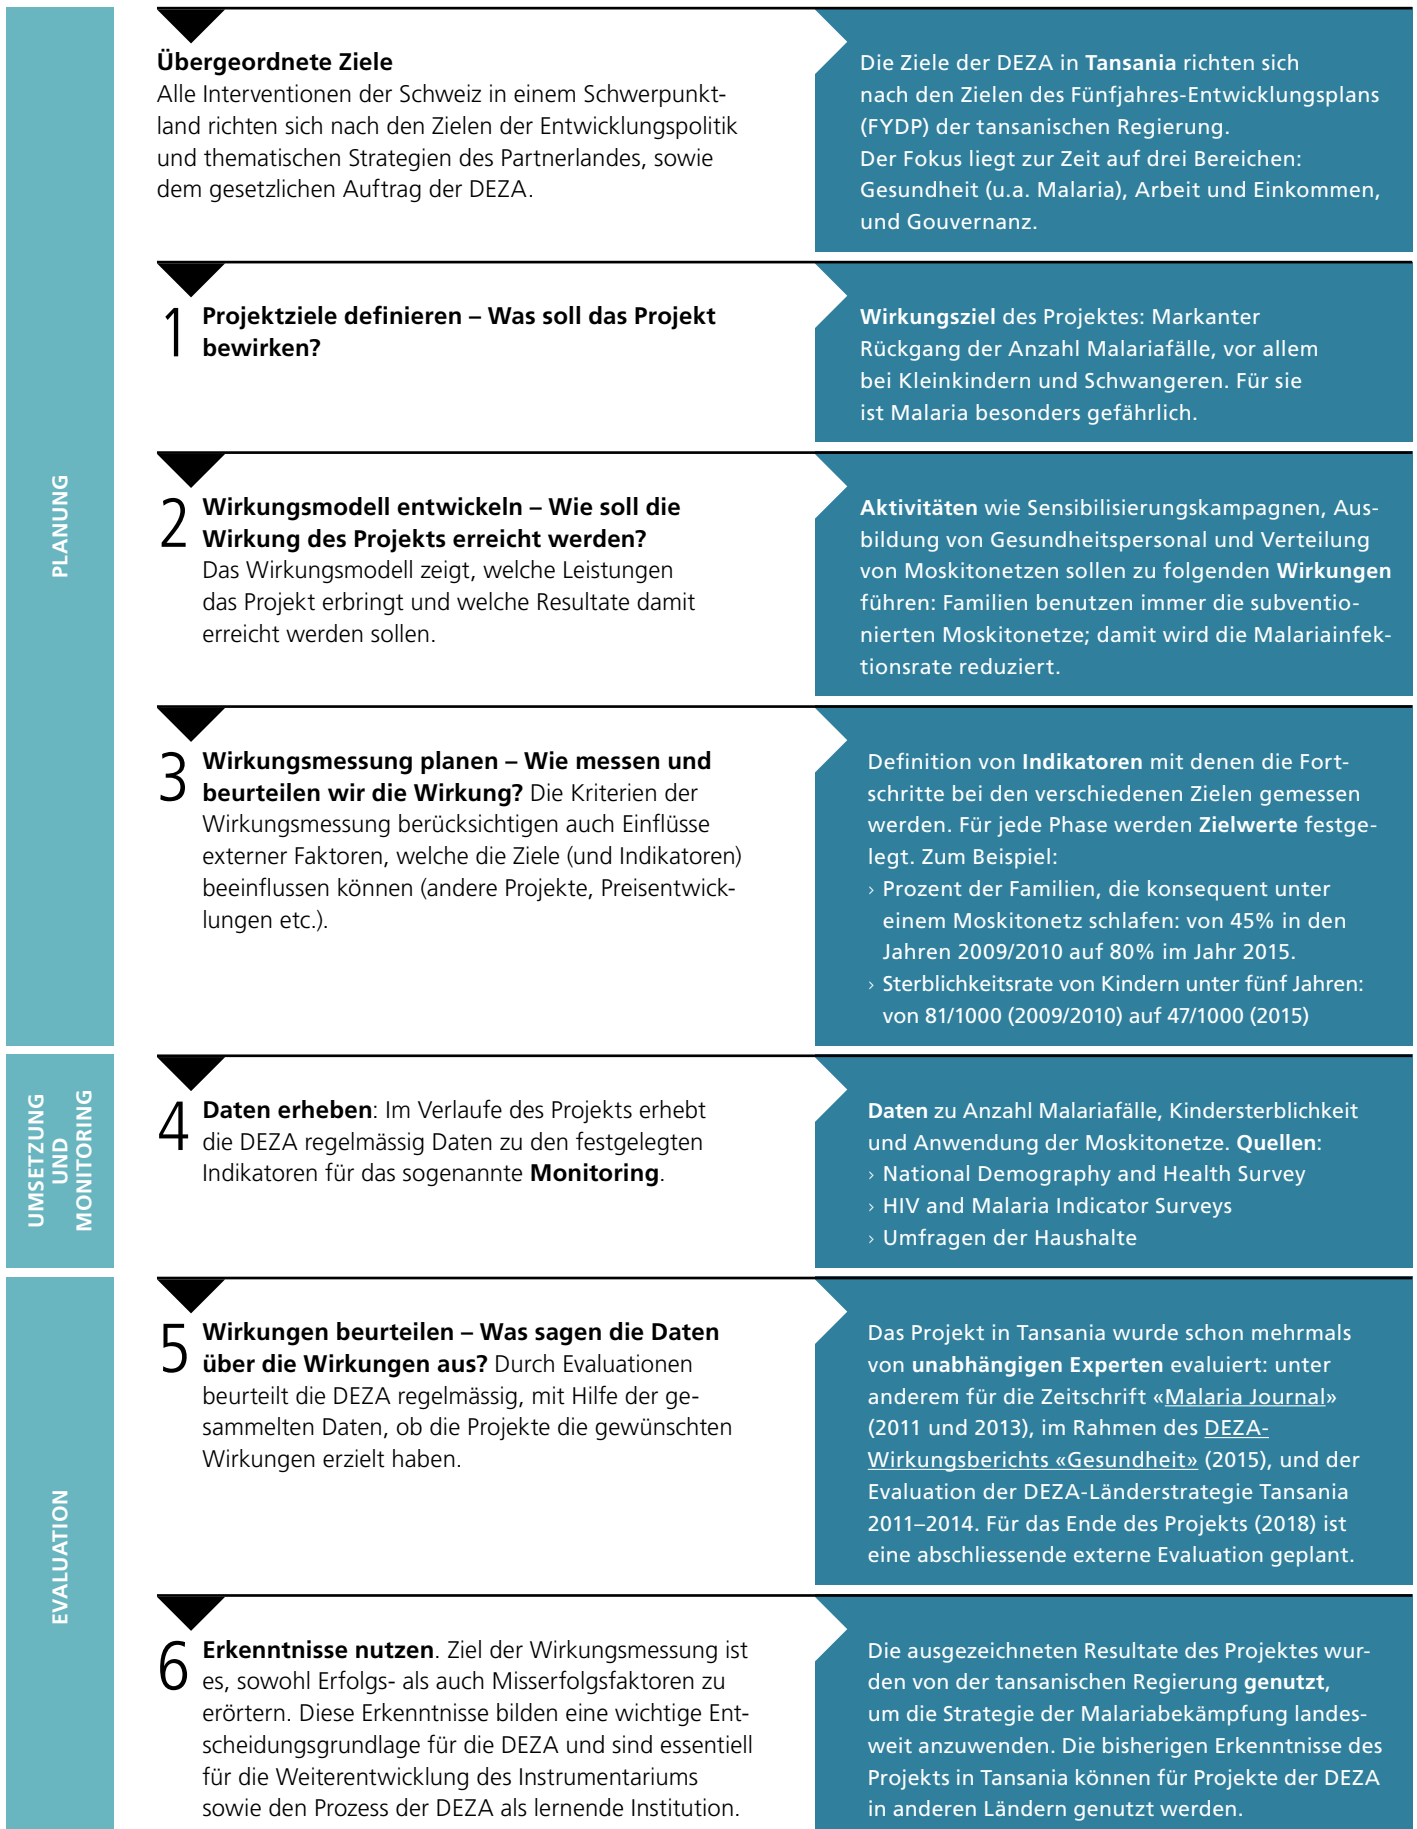 PLANUNG
Übergeordnete Ziele
Alle Interventionen der Schweiz in einem Schwerpunkt-
land richten sich nach den Zielen der Entwicklungspolitik
und thematischen Strategien des Partnerlandes, sowie
dem gesetzlichen Auftrag der DEZA.
Die Ziele der DEZA in Tansania richten sich
nach den Zielen des Fünfjahres-Entwicklungsplans
(FYDP) der tansanischen Regierung.
Der Fokus liegt zur Zeit auf drei Bereichen:
Gesundheit (u.a. Malaria), Arbeit und Einkommen,
und Gouvernanz.
1 Projektziele definieren – Was soll das Projekt
bewirken?
Wirkungsziel des Projektes: Markanter
Rückgang der Anzahl Malariafälle, vor allem
bei Kleinkindern und Schwangeren. Für sie
ist Malaria besonders gefährlich.
2 Wirkungsmodell entwickeln – Wie soll die
Wirkung des Projekts erreicht werden?
Das Wirkungsmodell zeigt, welche Leistungen
das Projekt erbringt und welche Resultate damit
erreicht werden sollen.
Aktivitäten wie Sensibilisierungskampagnen, Aus-
bildung von Gesundheitspersonal und Verteilung
von Moskitonetzen sollen zu folgenden Wirkungen
führen: Familien benutzen immer die subventio-
nierten Moskitonetze; damit wird die Malariainfek-
tionsrate reduziert.
3 Wirkungsmessung planen – Wie messen und
beurteilen wir die Wirkung? Die Kriterien der
Wirkungsmessung berücksichtigen auch Einflüsse
externer Faktoren, welche die Ziele (und Indikatoren)
beeinflussen können (andere Projekte, Preisentwick-
lungen etc.).
Definition von Indikatoren mit denen die Fort-
schritte bei den verschiedenen Zielen gemessen
werden. Für jede Phase werden Zielwerte festge-
legt. Zum Beispiel:
› Prozent der Familien, die konsequent unter
einem Moskitonetz schlafen: von 45% in den
Jahren 2009/2010 auf 80% im Jahr 2015.
› Sterblichkeitsrate von Kindern unter fünf Jahren:
von 81/1000 (2009/2010) auf 47/1000 (2015)
UMSETZUNG
UND
MONITORING
4 Daten erheben: Im Verlaufe des Projekts erhebt
die DEZA regelmässig Daten zu den festgelegten
Indikatoren für das sogenannte Monitoring.
Daten zu Anzahl Malariafälle, Kindersterblichkeit
und Anwendung der Moskitonetze. Quellen:
› National Demography and Health Survey
› HIV and Malaria Indicator Surveys
› Umfragen der Haushalte
EVALUATION
5 Wirkungen beurteilen – Was sagen die Daten
über die Wirkungen aus? Durch Evaluationen
beurteilt die DEZA regelmässig, mit Hilfe der ge-
sammelten Daten, ob die Projekte die gewünschten
Wirkungen erzielt haben.
Das Projekt in Tansania wurde schon mehrmals
von unabhängigen Experten evaluiert: unter
anderem für die Zeitschrift «Malaria Journal»
(2011 und 2013), im Rahmen des DEZA-
Wirkungsberichts «Gesundheit» (2015), und der
Evaluation der DEZA-Länderstrategie Tansania
2011–2014. Für das Ende des Projekts (2018) ist
eine abschliessende externe Evaluation geplant.
6 Erkenntnisse nutzen. Ziel der Wirkungsmessung ist
es, sowohl Erfolgs- als auch Misserfolgsfaktoren zu
erörtern. Diese Erkenntnisse bilden eine wichtige Ent-
scheidungsgrundlage für die DEZA und sind essentiell
für die Weiterentwicklung des Instrumentariums
sowie den Prozess der DEZA als lernende Institution.
Die ausgezeichneten Resultate des Projektes wur-
den von der tansanischen Regierung genutzt,
um die Strategie der Malariabekämpfung landes-
weit anzuwenden. Die bisherigen Erkenntnisse des
Projekts in Tansania können für Projekte der DEZA
in anderen Ländern genutzt werden.